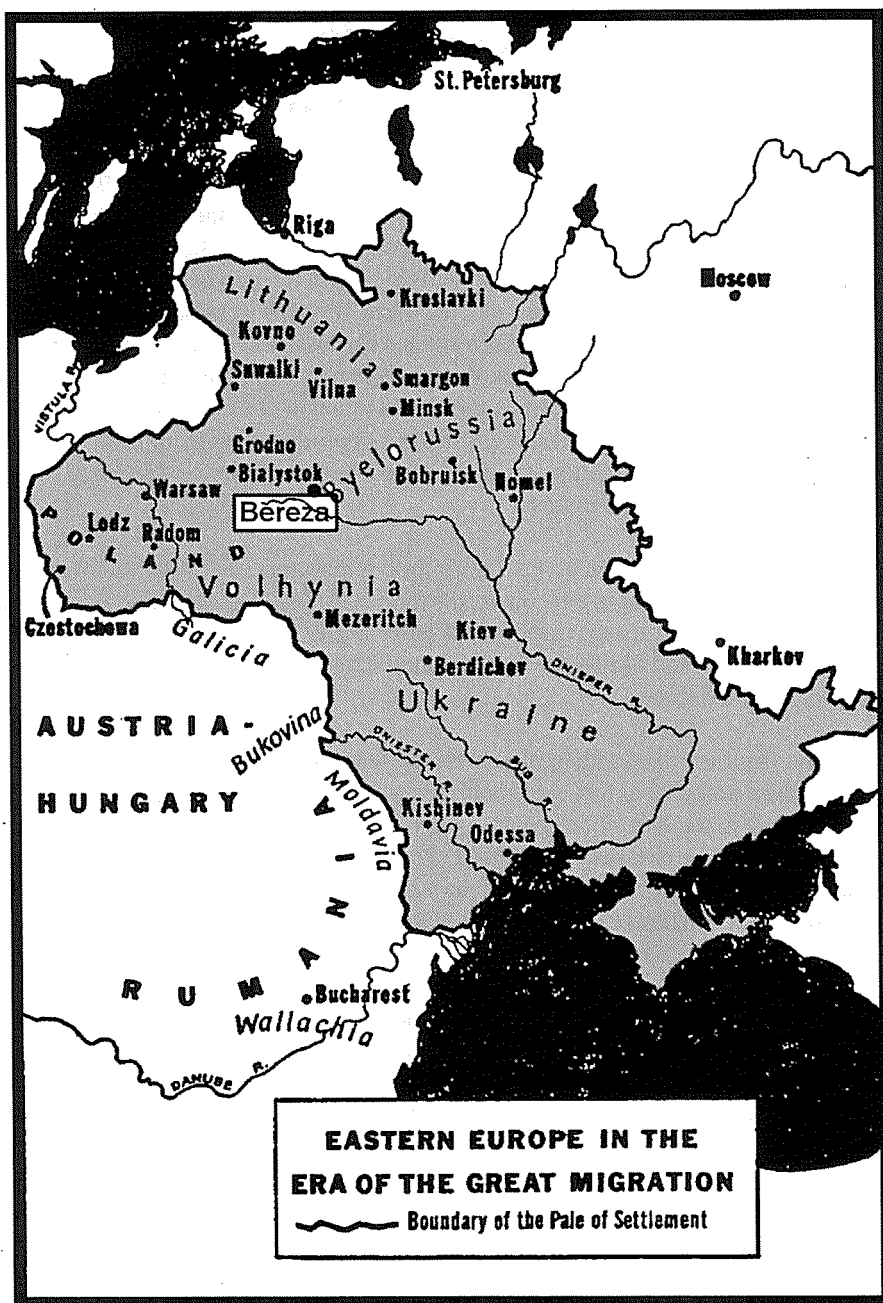 St. Petersburg
Riga
Moscow
Kreslavki
Lithuania
Kovno
Suwalki
Vilna
Smargon
Minsk
VISTULA R.
Grodno
Byelorussia
Bialystok
Bobruisk
Homel
Warsaw
Bereza
POLAND
Lodz
Radom
Volhynia
Czestochowa
Galicia
Mezeritch
Kiev
Kharkov
Berdichev
DNIEPER R.
Ukraine
AUSTRIA-
HUNGARY
Bukovina
DNIESTER R.
BUG R.
Moldavia
Kishinev
Odessa
RUMANIA
Bucharest
Wallachia
DANUBE R.
EASTERN EUROPE IN THE
ERA OF THE GREAT MIGRATION
Boundary of the Pale of Settlement